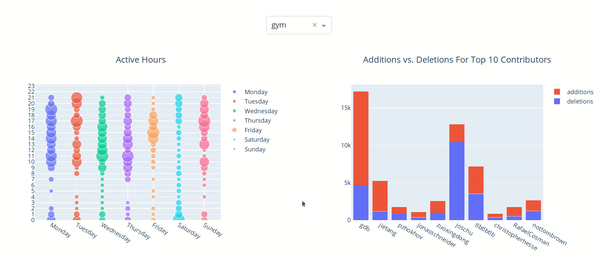 gym
Active Hours
23
22
21
20
19
18
17
16
15
14
13
12
11
10
9
8
7
6
5
4
3
2
1
0
Monday
Tuesday
Wednesday
Thursday
Friday
Saturday
Sunday
Monday
Tuesday
Wednesday
Thursday
Friday
Saturday
Sunday
Additions vs. Deletions For Top 10 Contributors
15k
10k
5k
0
gdb
jietang
pzhokhov
jonasschneider
zuoxingdong
joschu
tlbtlbtlb
christopherhesse
RafaelCosman
nottombrown
additions
deletions